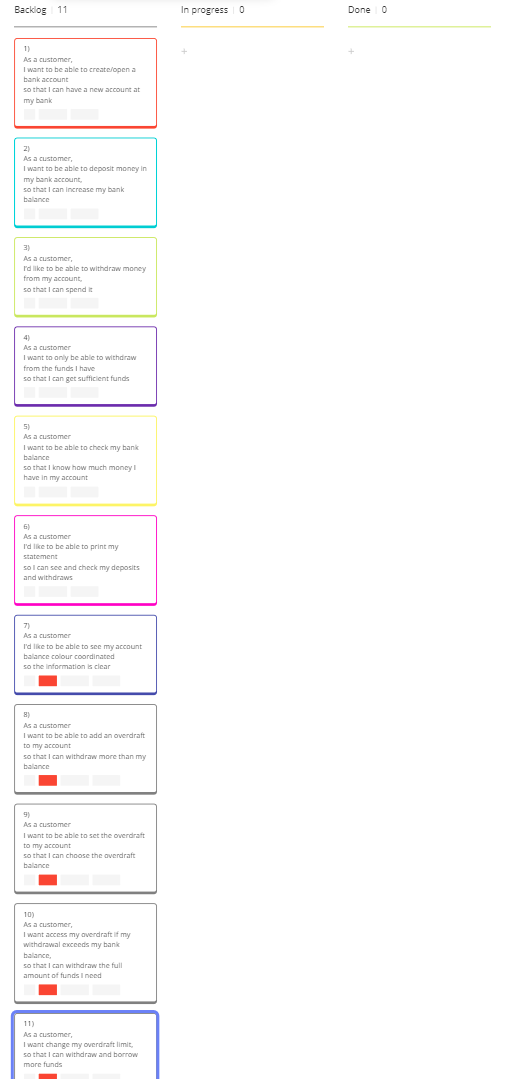 Backlog | 11
In progress | 0
Done | 0
1)
As a customer,
I want to be able to create/open a
bank account
so that I can have a new account at
my bank
2)
As a customer,
I want to be able to deposit money in
my bank account,
so that I can increase my bank
balance
3)
As a customer,
I'd like to be able to withdraw money
from my account,
so that I can spend it
4)
As a customer
I want to only be able to withdraw
from the funds I have
so that I can get sufficient funds
5)
As a customer
I want to be able to check my bank
balance
so that I know how much money I
have in my account
6)
As a customer
I'd like to be able to print my
statement
so I can see and check my deposits
and withdraws
7)
As a customer
I'd like to be able to see my account
balance colour coordinated
so the information is clear
8)
As a customer
I want to be able to add an overdraft
to my account
so that I can withdraw more than my
balance
9)
As a customer
I want to be able to set the overdraft
to my account
so that I can choose the overdraft
balance
10)
As a customer,
I want access my overdraft if my
withdrawal exceeds my bank
balance,
so that I can withdraw the full
amount of funds I need
11)
As a customer,
I want change my overdraft limit,
so that I can withdraw and borrow
more funds